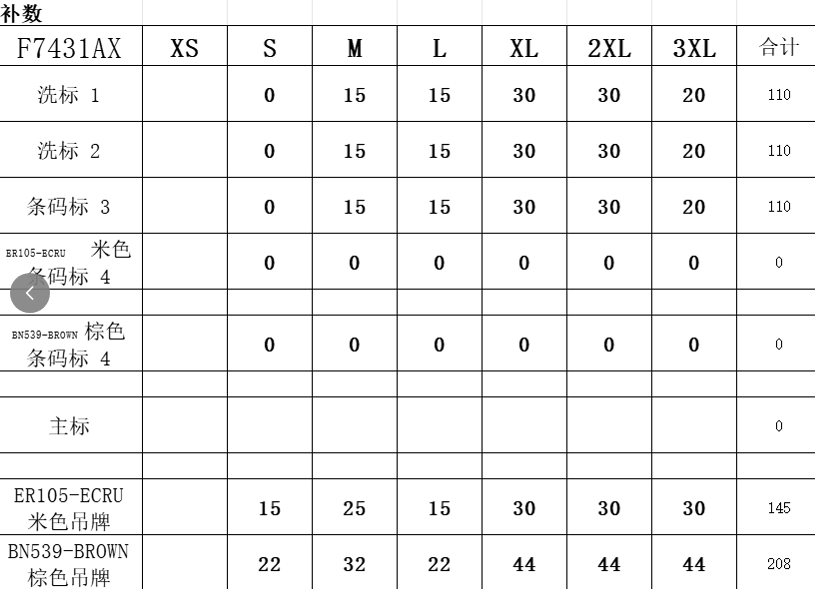 补数
F7431AX XS S M L XL 2XL 3XL 合计
洗标 1 0 15 15 30 30 20 110
洗标 2 0 15 15 30 30 20 110
条码标 3 0 15 15 30 30 20 110
ER105-ECRU 米色
条码标 4 0 0 0 0 0 0 0
BN539-BROWN 棕色
条码标 4 0 0 0 0 0 0 0
主标 0
ER105-ECRU
米色吊牌 15 25 15 30 30 30 145
BN539-BROWN
棕色吊牌 22 32 22 44 44 44 208